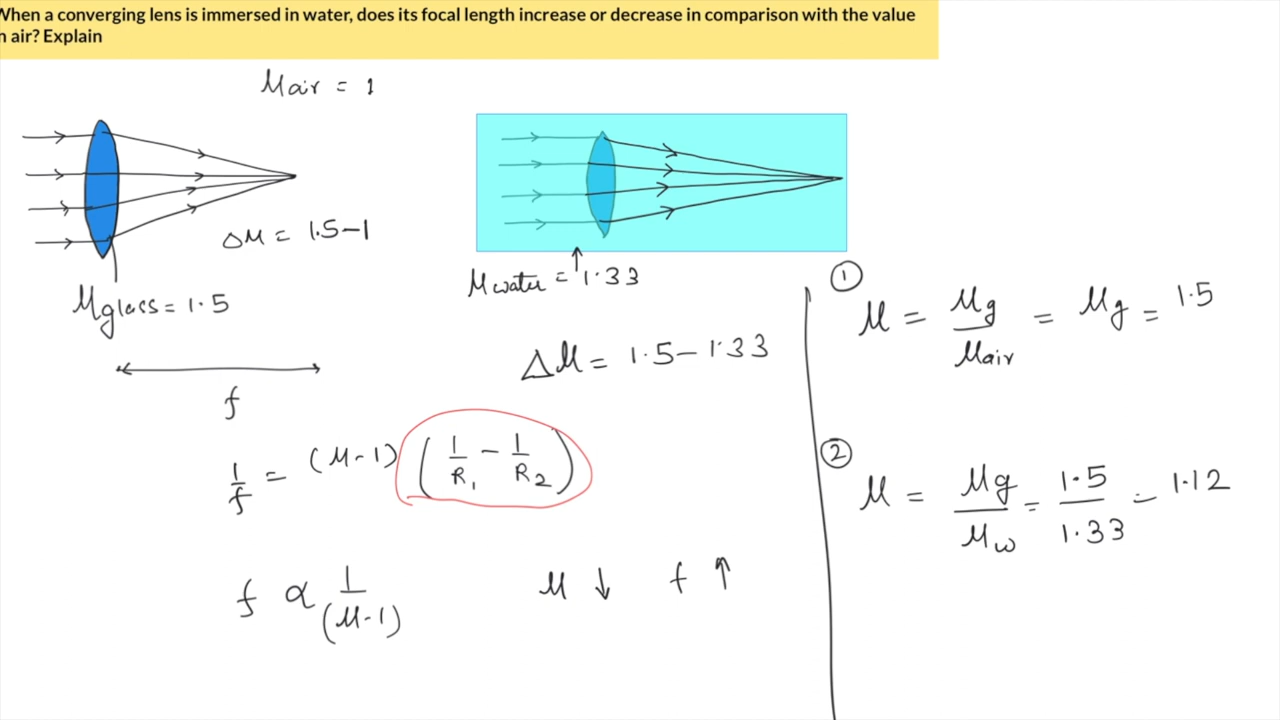 When a converging lens is immersed in water, does its focal length increase or decrease in comparison with the value
n air? Explain
μair = 1
Δμ = 1.5-1
μglass = 1.5
μwater = 1.33
Δμ = 1.5-1.33
f
1/f = (μ-1) (1/R₁ - 1/R₂)
f ∝ 1/(μ-1)
μ ↓ f ↑
①
μ = μg/μair = μg = 1.5
②
μ = μg/μw = 1.5/1.33 = 1.12